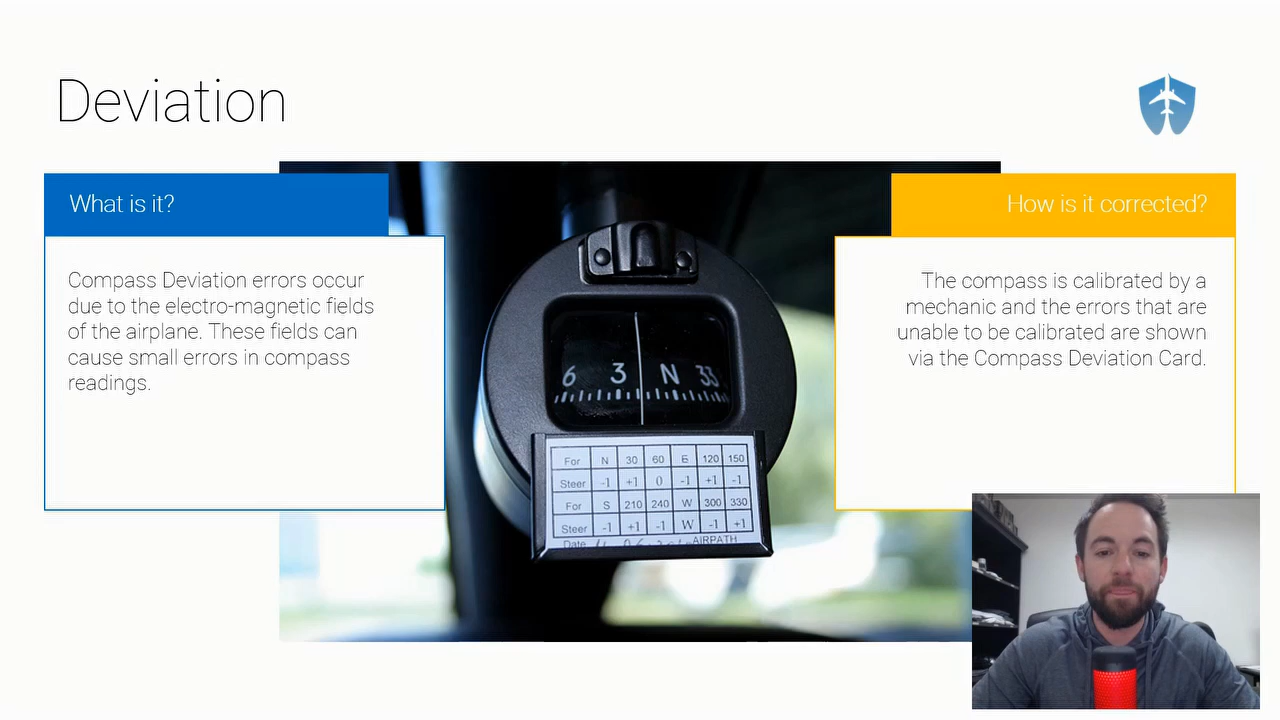 Deviation
What is it?
Compass Deviation errors occur
due to the electro-magnetic fields
of the airplane. These fields can
cause small errors in compass
readings.
How is it corrected?
The compass is calibrated by a
mechanic and the errors that are
unable to be calibrated are shown
via the Compass Deviation Card.
6 3 N 33
For N 30 60 E 120 150
Steer -1 +1 0 -1 +1 -1
For S 210 240 W 300 330
Steer -1 +1 -1 W -1 +1
Date AIRPATH